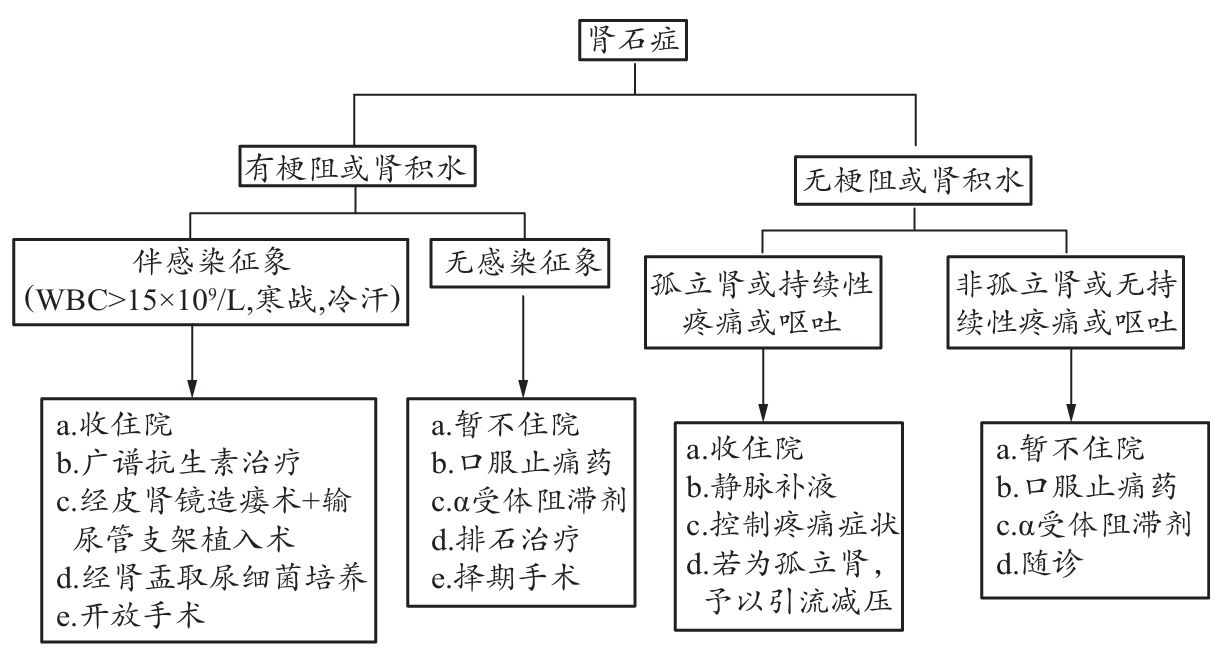 肾石症
有梗阻或肾积水
无梗阻或肾积水
伴感染征象
(WBC>15×10⁹/L,寒战,冷汗)
无感染征象
孤立肾或持续性
疼痛或呕吐
非孤立肾或无持
续性疼痛或呕吐
a.收住院
b.广谱抗生素治疗
c.经皮肾镜造瘘术+输
尿管支架植入术
d.经肾盂取尿细菌培养
e.开放手术
a.暂不住院
b.口服止痛药
c.α受体阻滞剂
d.排石治疗
e.择期手术
a.收住院
b.静脉补液
c.控制疼痛症状
d.若为孤立肾，
予以引流减压
a.暂不住院
b.口服止痛药
c.α受体阻滞剂
d.随诊